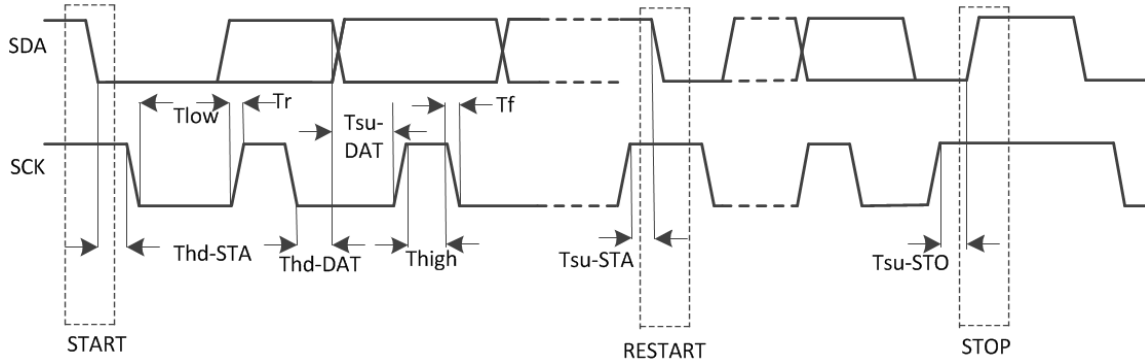 SDA
Tlow
Tr
Tsu-
DAT
Tf
SCK
Thd-STA
Thd-DAT
Thigh
Tsu-STA
Tsu-STO
START
RESTART
STOP